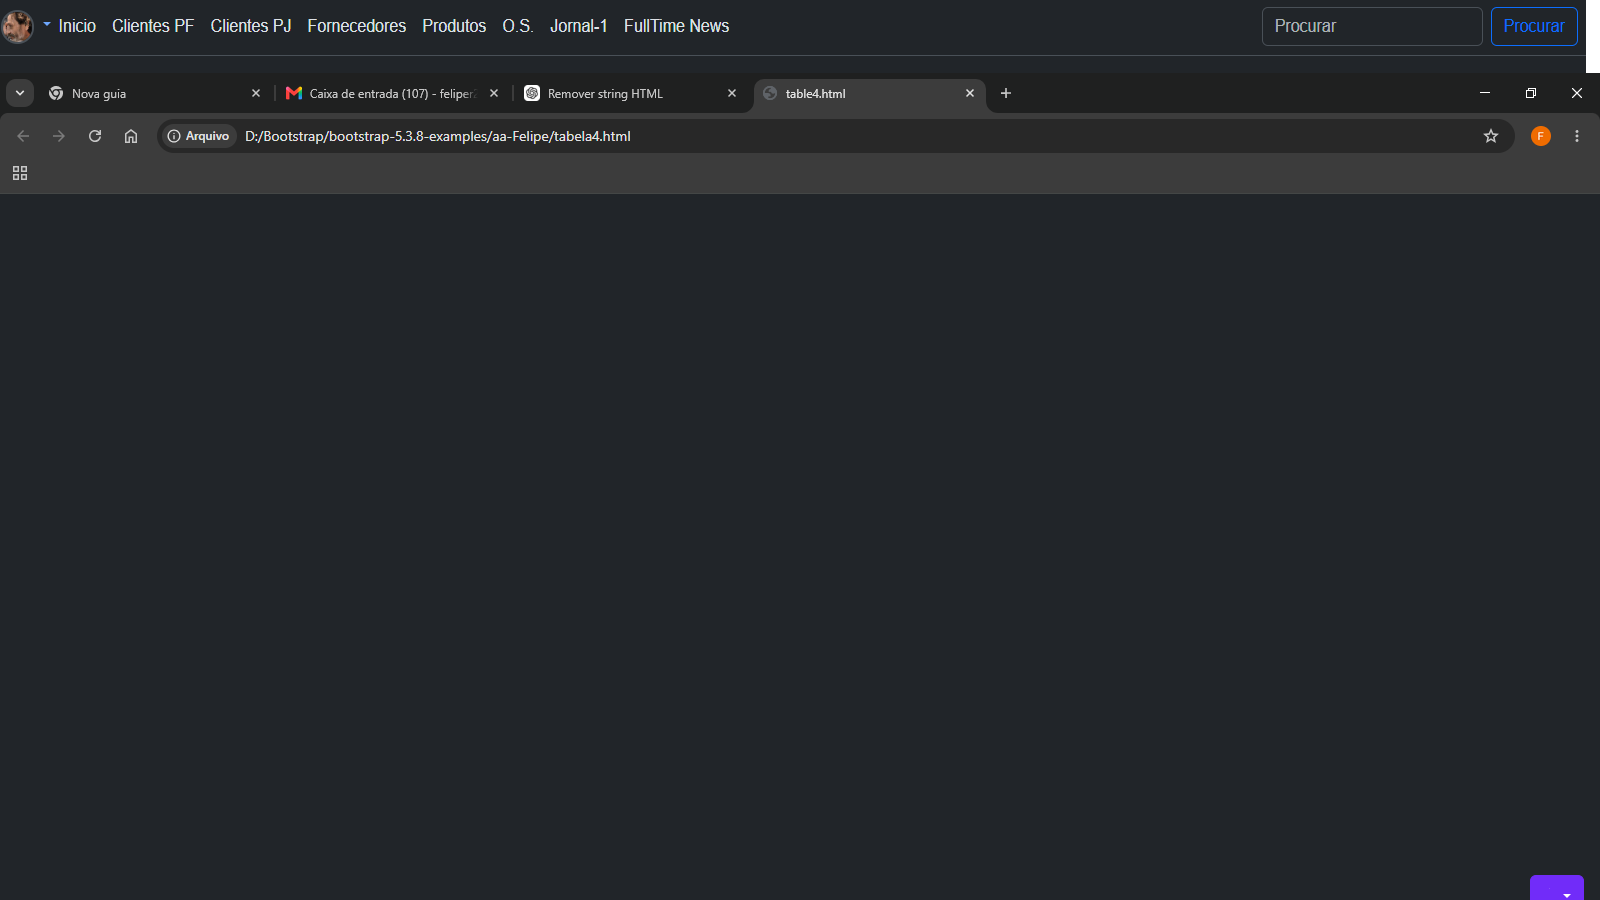 Inicio Clientes PF Clientes PJ Fornecedores Produtos O.S. Jornal-1 FullTime News Procurar Procurar
Nova guia Caixa de entrada (107) - feliper Remover string HTML table4.html
Arquivo D:/Bootstrap/bootstrap-5.3.8-examples/aa-Felipe/tabela4.html F